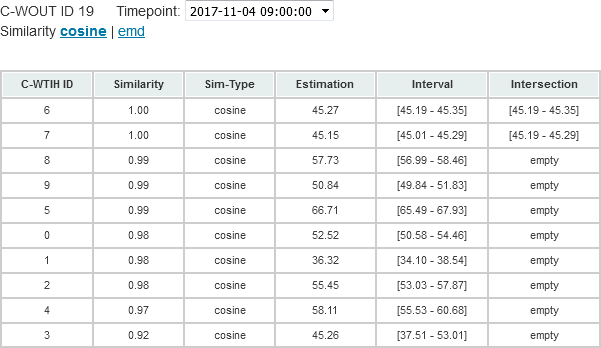 C-WOUT ID 19 Timepoint: 2017-11-04 09:00:00
Similarity cosine | emd
C-WTIH ID Similarity Sim-Type Estimation Interval Intersection
6 1.00 cosine 45.27 [45.19 - 45.35] [45.19 - 45.35]
7 1.00 cosine 45.15 [45.01 - 45.29] [45.19 - 45.29]
8 0.99 cosine 57.73 [56.99 - 58.46] empty
9 0.99 cosine 50.84 [49.84 - 51.83] empty
5 0.99 cosine 66.71 [65.49 - 67.93] empty
0 0.98 cosine 52.52 [50.58 - 54.46] empty
1 0.98 cosine 36.32 [34.10 - 38.54] empty
2 0.98 cosine 55.45 [53.03 - 57.87] empty
4 0.97 cosine 58.11 [55.53 - 60.68] empty
3 0.92 cosine 45.26 [37.51 - 53.01] empty